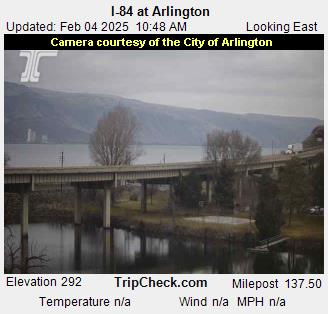 I-84 at Arlington
Updated: Feb 04 2025 10:48 AM Looking East
Camera courtesy of the City of Arlington
Elevation 292 TripCheck.com Milepost 137.50
Temperature n/a Wind n/a MPH n/a